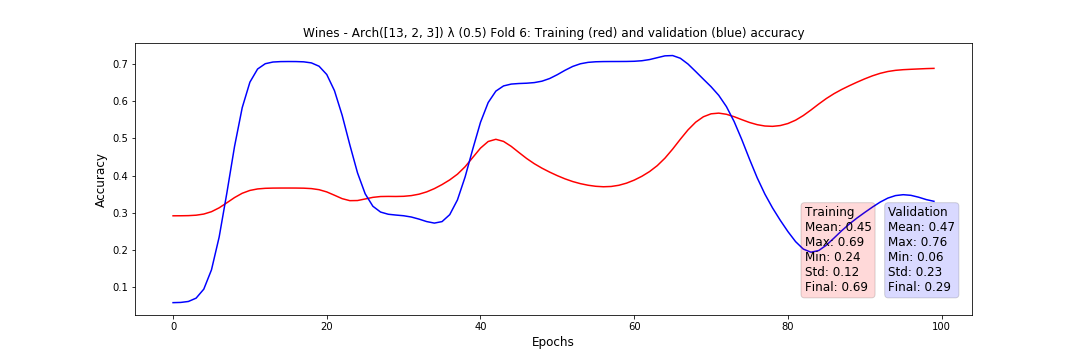 Wines - Arch([13, 2, 3]) λ (0.5) Fold 6: Training (red) and validation (blue) accuracy
Accuracy
0.7
0.6
0.5
0.4
0.3
0.2
0.1
Training
Mean: 0.45
Max: 0.69
Min: 0.24
Std: 0.12
Final: 0.69
Validation
Mean: 0.47
Max: 0.76
Min: 0.06
Std: 0.23
Final: 0.29
0
20
40
60
80
100
Epochs